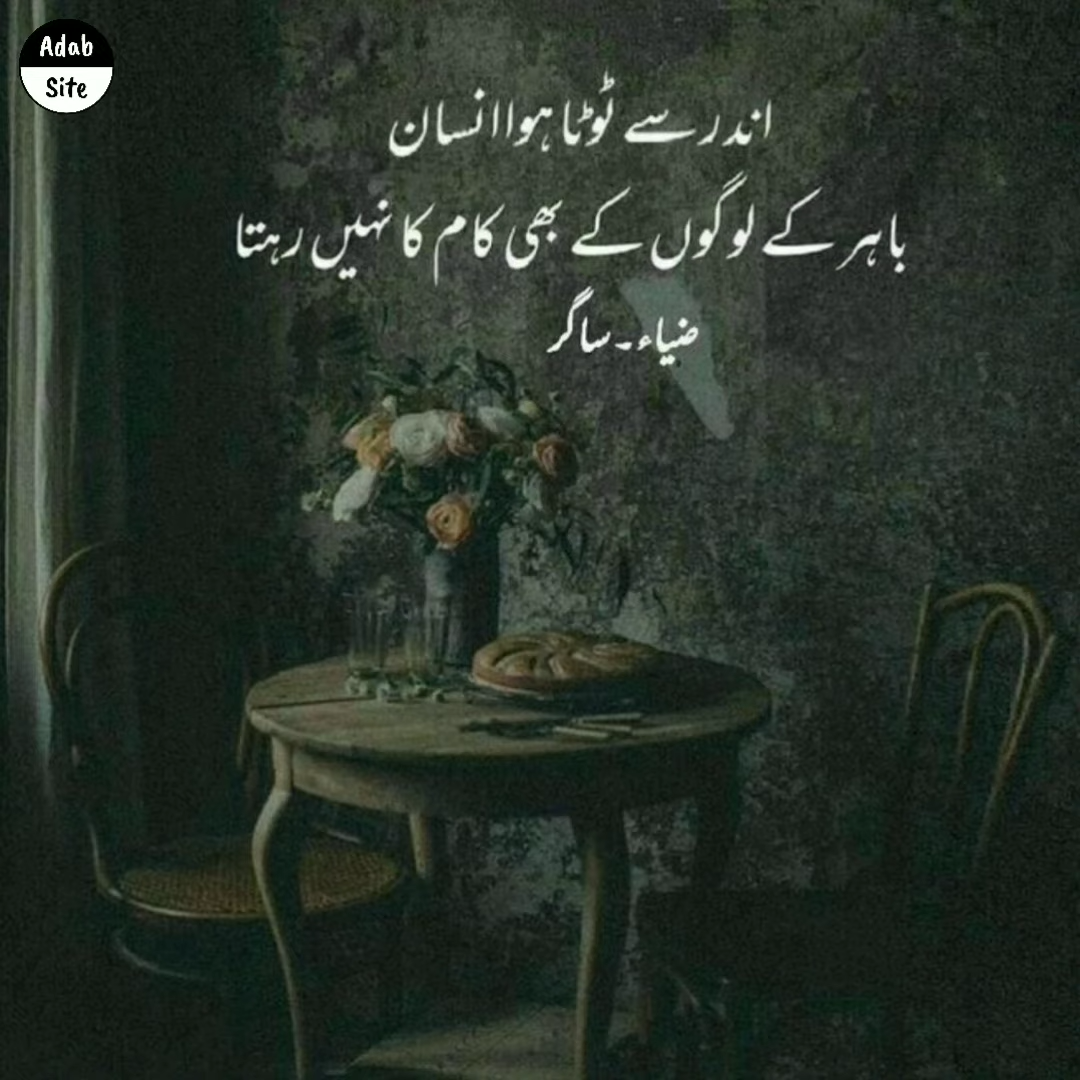 Adab
Site
اندر سے ٹوٹا ہوا انسان
باہر کے لوگوں کے بھی کام کا نہیں رہتا
ضیاء۔ساگر